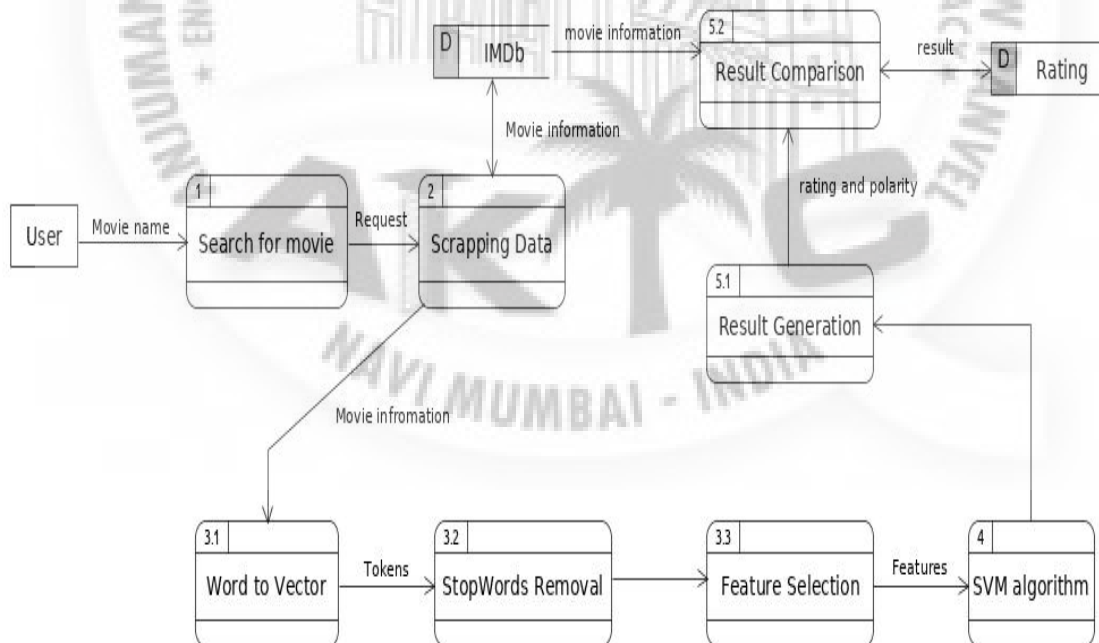 D
IMDb
movie information
5.2
Result Comparison
result
D
Rating
Movie information
rating and polarity
User
Movie name
1
Search for movie
Request
2
Scrapping Data
5.1
Result Generation
Movie infromation
3.1
Word to Vector
Tokens
3.2
StopWords Removal
3.3
Feature Selection
Features
4
SVM algorithm
AKTC
NAVI MUMBAI - INDIA